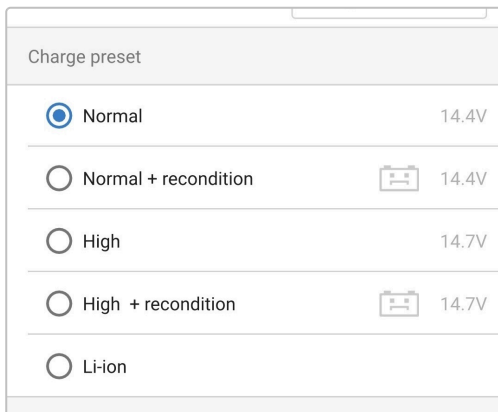 Charge preset
Normal 14.4V
Normal + recondition 14.4V
High 14.7V
High + recondition 14.7V
Li-ion